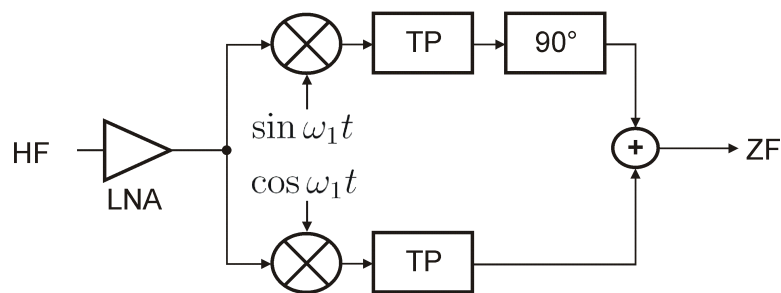 TP
90°
sin ω₁t
HF
LNA
+
ZF
cos ω₁t
TP